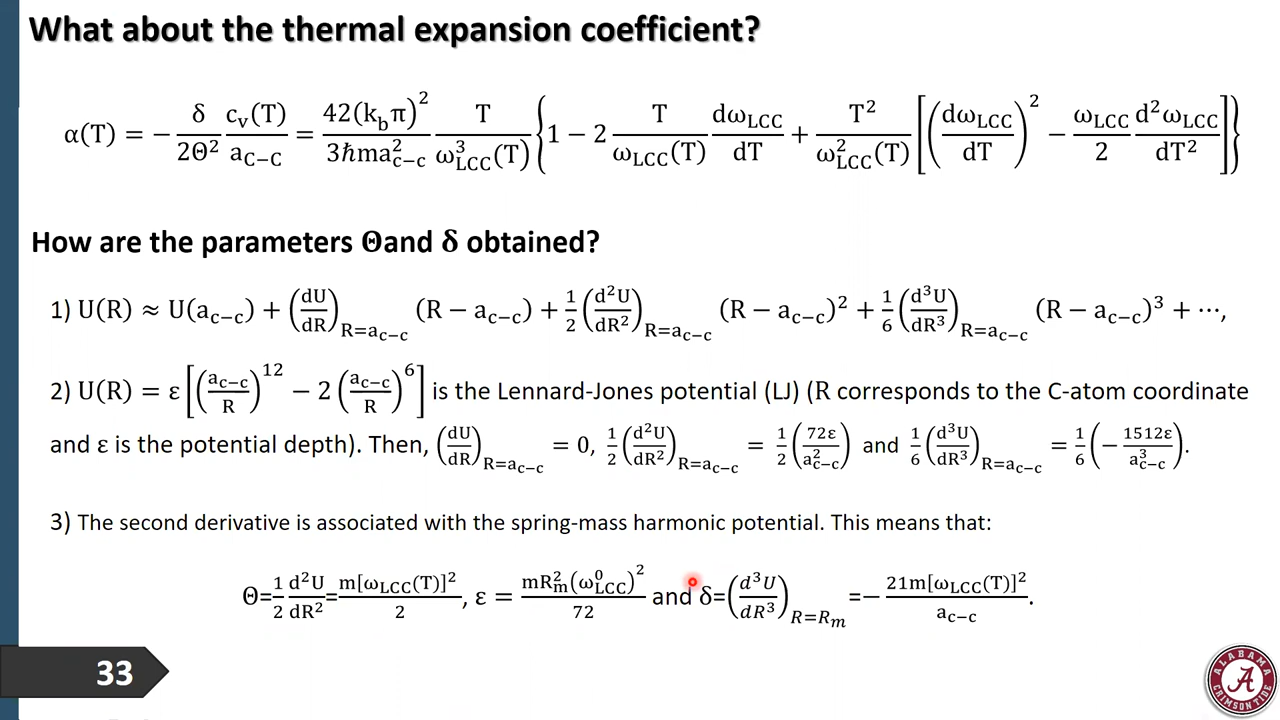 What about the thermal expansion coefficient?
α(T) = − δ/2Θ² c_v(T)/a_C−C = 42(k_bπ)²/3ħma²_c−c T/ω³_LCC(T) {1 − 2 T/ω_LCC(T) dω_LCC/dT + T²/ω²_LCC(T) [(dω_LCC/dT)² − ω_LCC/2 d²ω_LCC/dT²]}
How are the parameters Θand δ obtained?
1) U(R) ≈ U(a_c−c) + (dU/dR)_R=a_c−c (R − a_c−c) + 1/2 (d²U/dR²)_R=a_c−c (R − a_c−c)² + 1/6 (d³U/dR³)_R=a_c−c (R − a_c−c)³ + ⋯,
2) U(R) = ε[(a_c−c/R)¹² − 2(a_c−c/R)⁶] is the Lennard-Jones potential (LJ) (R corresponds to the C-atom coordinate
and ε is the potential depth). Then, (dU/dR)_R=a_c−c = 0, 1/2 (d²U/dR²)_R=a_c−c = 1/2 (72ε/a²_c−c) and 1/6 (d³U/dR³)_R=a_c−c = 1/6 (− 1512ε/a³_c−c).
3) The second derivative is associated with the spring-mass harmonic potential. This means that:
Θ=1/2 d²U/dR²=m[ω_LCC(T)]²/2, ε = mR²_m(ω⁰_LCC)²/72 and δ=(d³U/dR³)_R=R_m =− 21m[ω_LCC(T)]²/a_c−c.
33
ALABAMA
A
CRIMSON TIDE